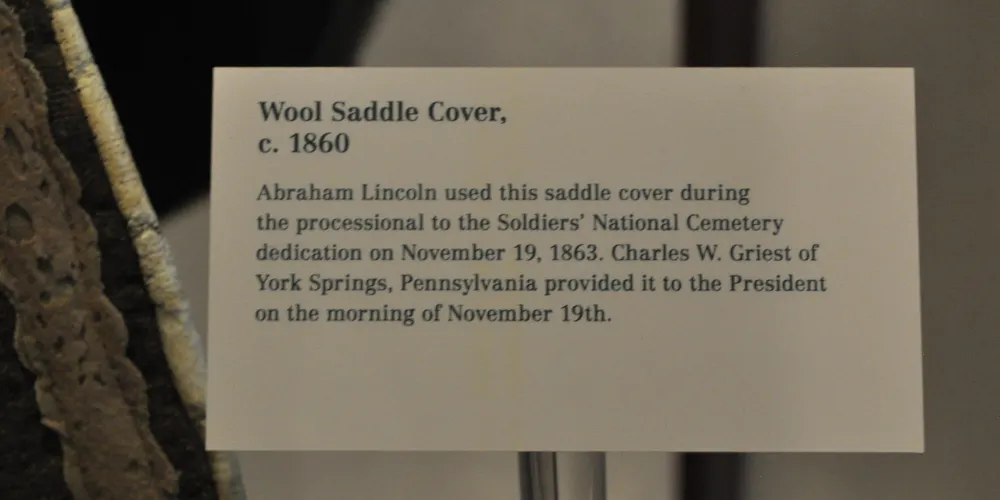 Wool Saddle Cover,
c. 1860
Abraham Lincoln used this saddle cover during
the processional to the Soldiers’ National Cemetery
dedication on November 19, 1863. Charles W. Griest of
York Springs, Pennsylvania provided it to the President
on the morning of November 19th.